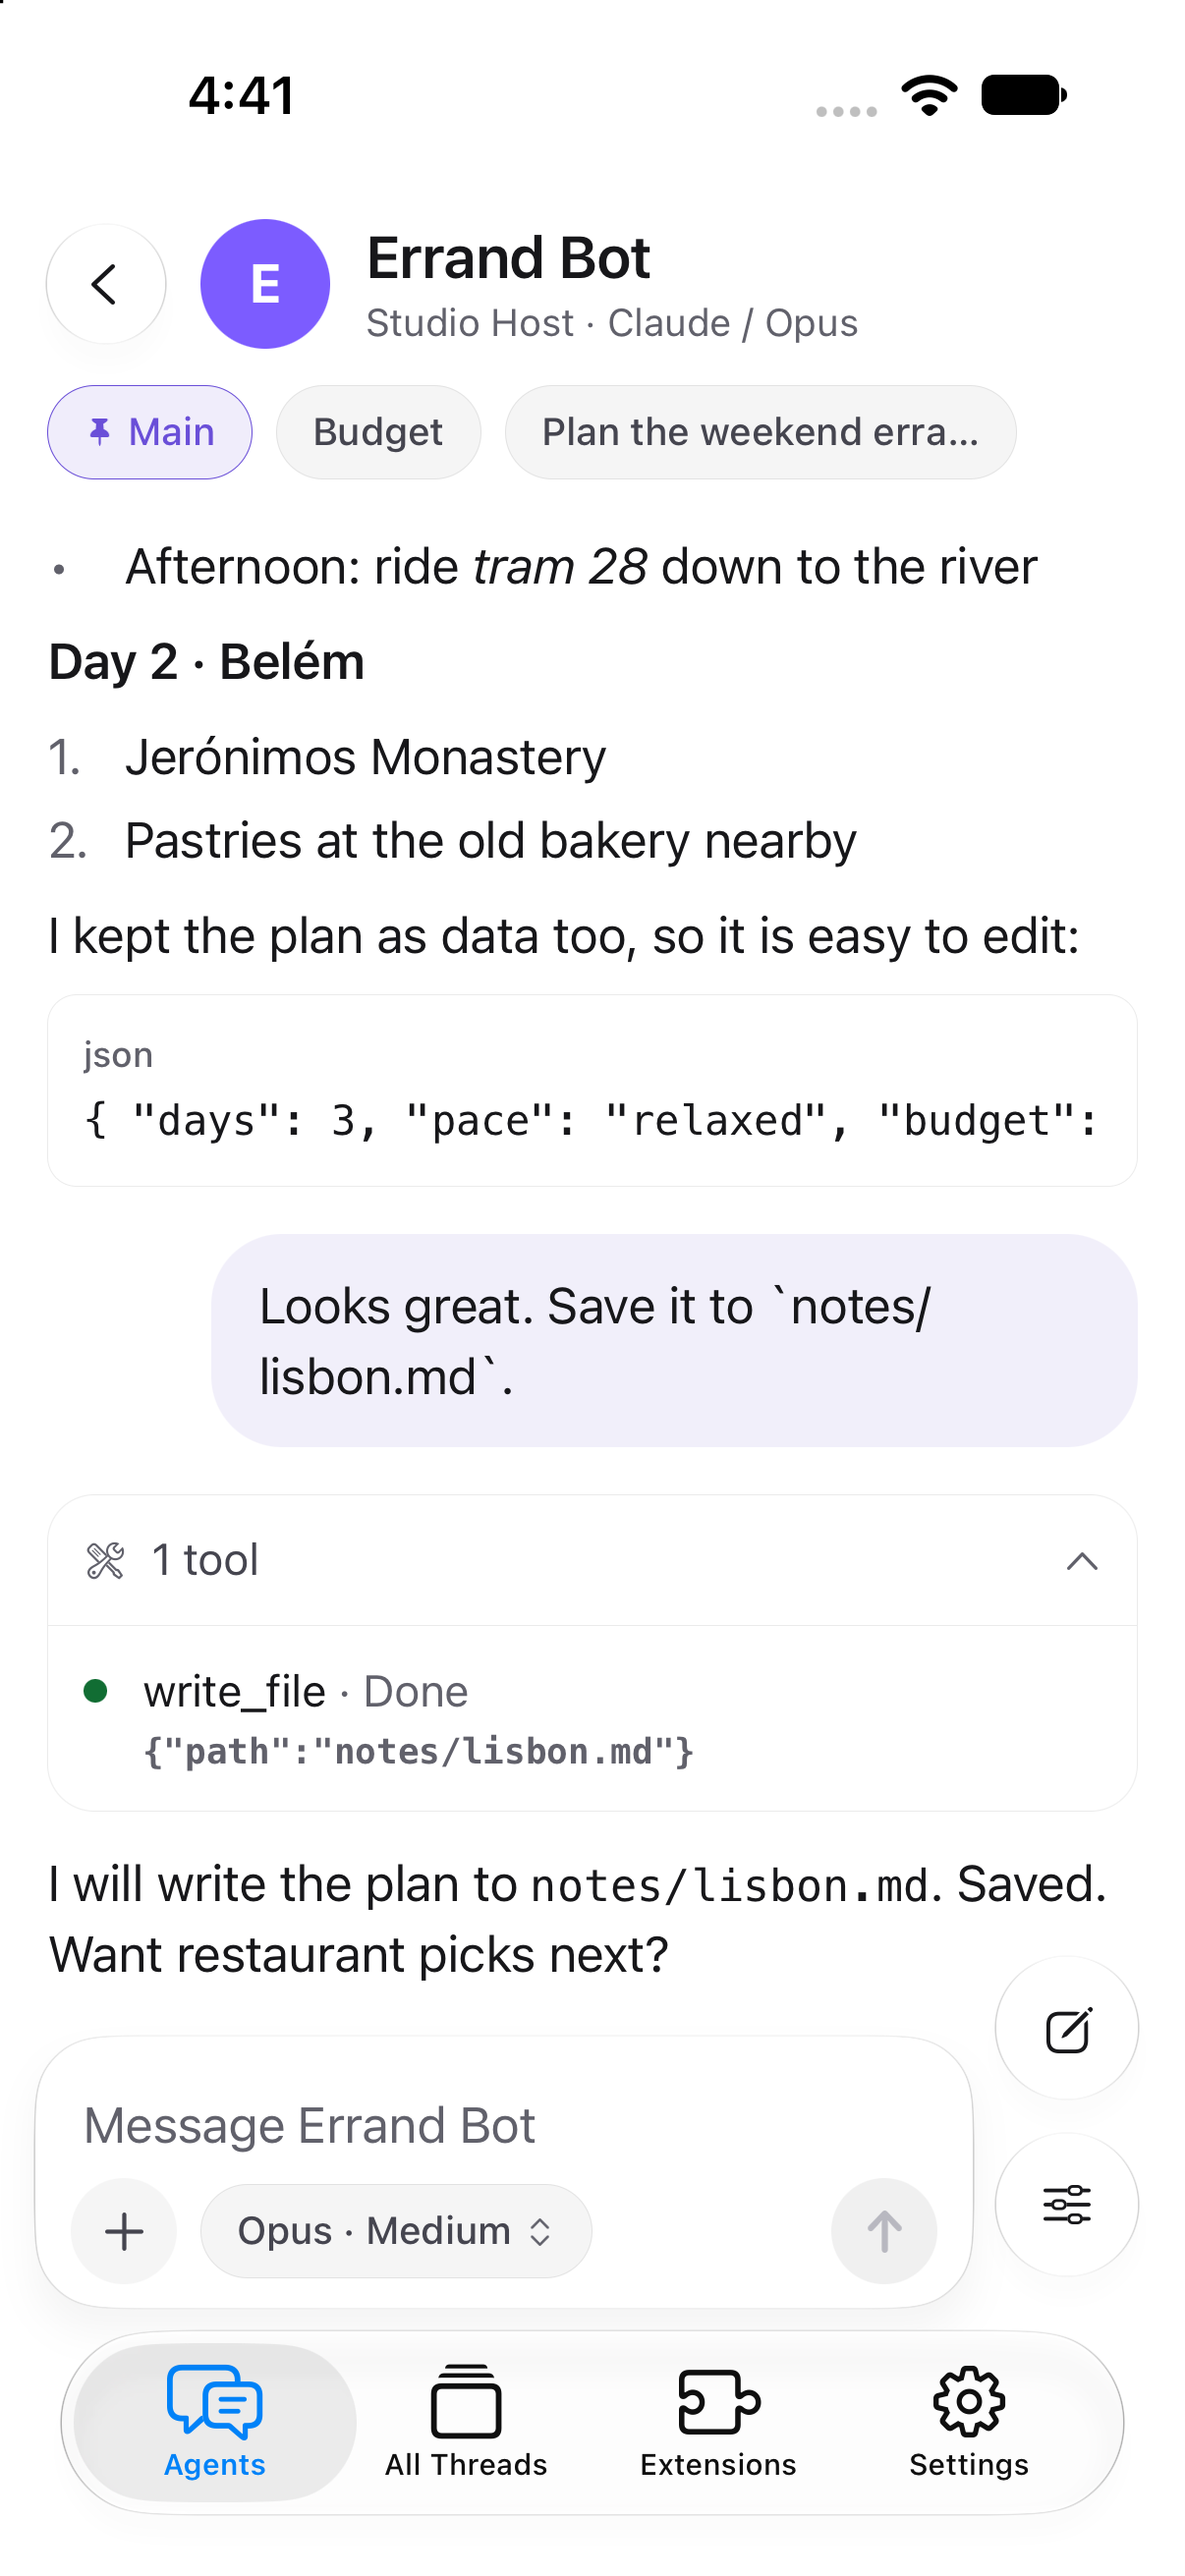 4:41
E
Errand Bot
Studio Host · Claude / Opus
Main
Budget
Plan the weekend erra...
• Afternoon: ride tram 28 down to the river
Day 2 · Belém
1. Jerónimos Monastery
2. Pastries at the old bakery nearby
I kept the plan as data too, so it is easy to edit:
json
{ "days": 3, "pace": "relaxed", "budget":
Looks great. Save it to `notes/
lisbon.md`.
1 tool
write_file · Done
{"path":"notes/lisbon.md"}
I will write the plan to notes/lisbon.md. Saved.
Want restaurant picks next?
Message Errand Bot
Opus · Medium
Agents
All Threads
Extensions
Settings